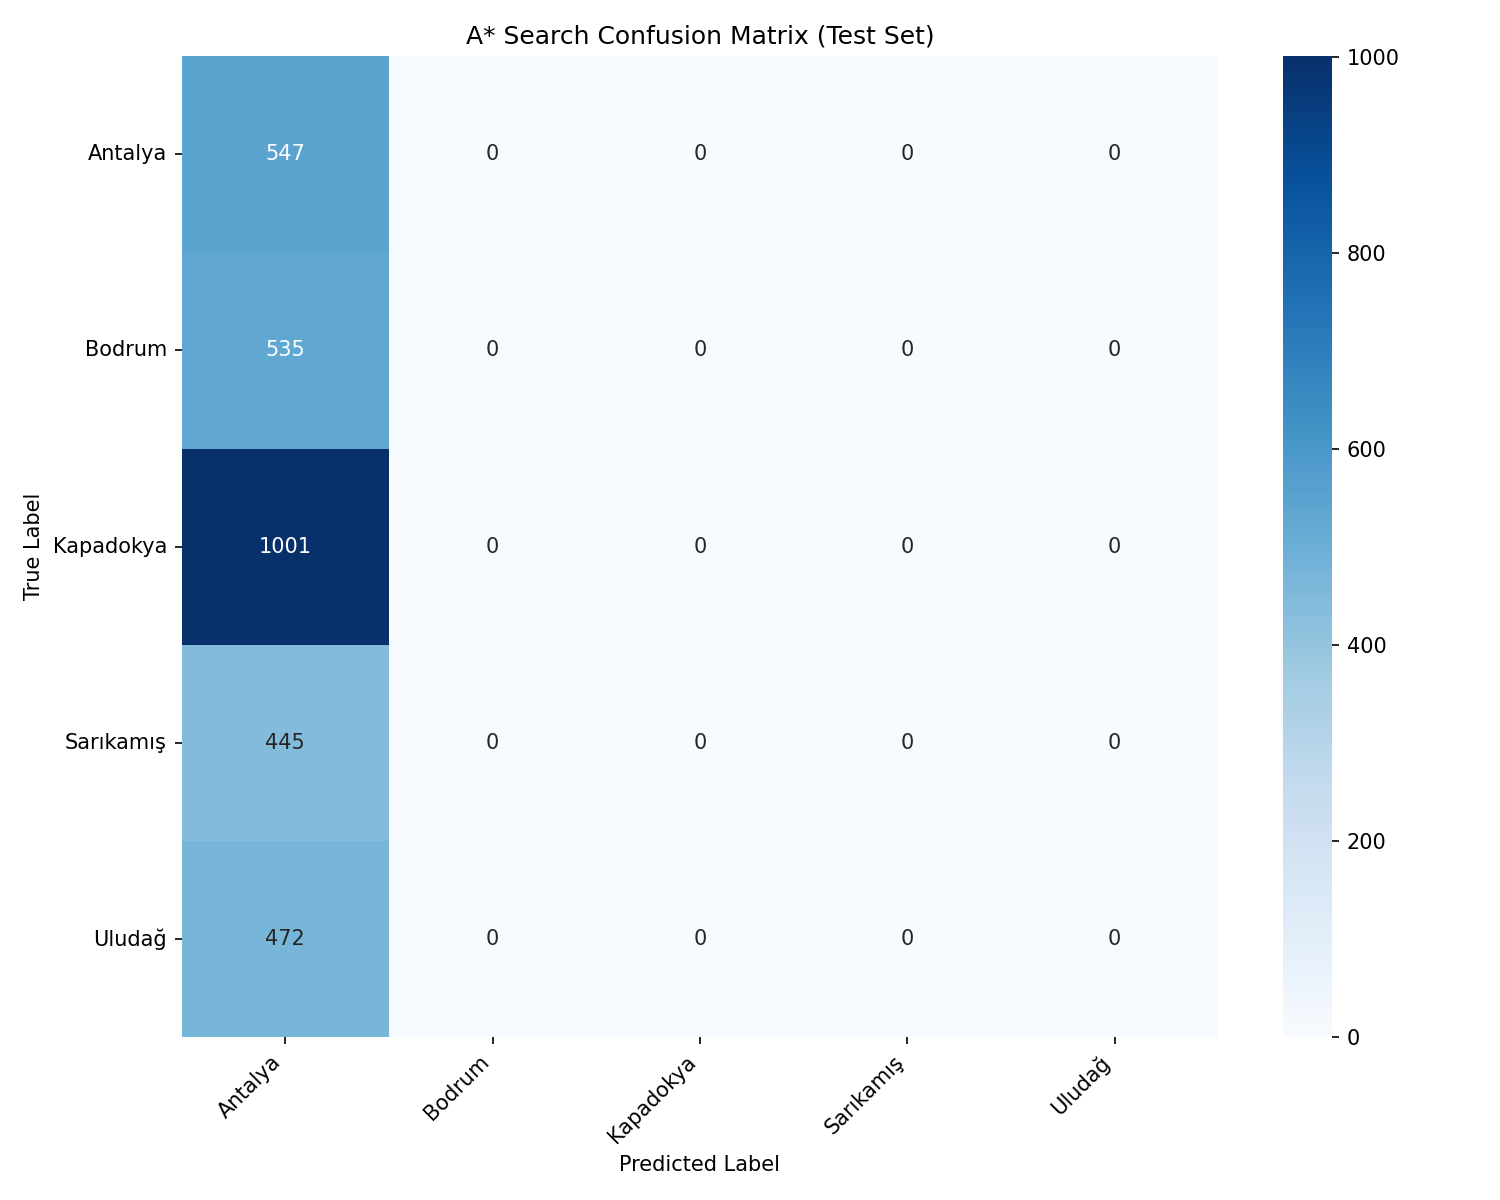 A* Search Confusion Matrix (Test Set)
1000
Antalya 547 0 0 0 0
800
Bodrum 535 0 0 0 0
600
True Label
Kapadokya 1001 0 0 0 0
400
Sarıkamış 445 0 0 0 0
200
Uludağ 472 0 0 0 0
0
Antalya Bodrum Kapadokya Sarıkamış Uludağ
Predicted Label